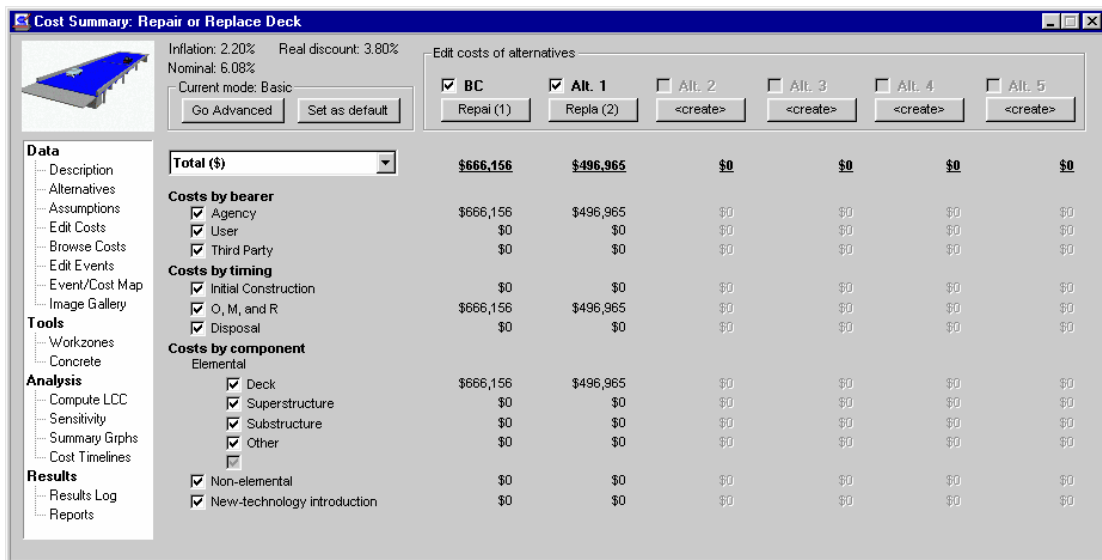 Cost Summary: Repair or Replace Deck
Inflation: 2.20% Real discount: 3.80%
Nominal: 6.08%
Current mode: Basic
Go Advanced Set as default
Edit costs of alternatives
BC Alt. 1 Alt. 2 Alt. 3 Alt. 4 Alt. 5
Repai (1) Repla (2) <create> <create> <create> <create>
Data
Description
Alternatives
Assumptions
Edit Costs
Browse Costs
Edit Events
Event/Cost Map
Image Gallery
Tools
Workzones
Concrete
Analysis
Compute LCC
Sensitivity
Summary Grphs
Cost Timelines
Results
Results Log
Reports
Total ($) $666,156 $496,965 $0 $0 $0 $0
Costs by bearer
Agency $666,156 $496,965 $0 $0 $0 $0
User $0 $0 $0 $0 $0 $0
Third Party $0 $0 $0 $0 $0 $0
Costs by timing
Initial Construction $0 $0 $0 $0 $0 $0
O, M, and R $666,156 $496,965 $0 $0 $0 $0
Disposal $0 $0 $0 $0 $0 $0
Costs by component
Elemental
Deck $666,156 $496,965 $0 $0 $0 $0
Superstructure $0 $0 $0 $0 $0 $0
Substructure $0 $0 $0 $0 $0 $0
Other $0 $0 $0 $0 $0 $0
Non-elemental $0 $0 $0 $0 $0 $0
New-technology introduction $0 $0 $0 $0 $0 $0